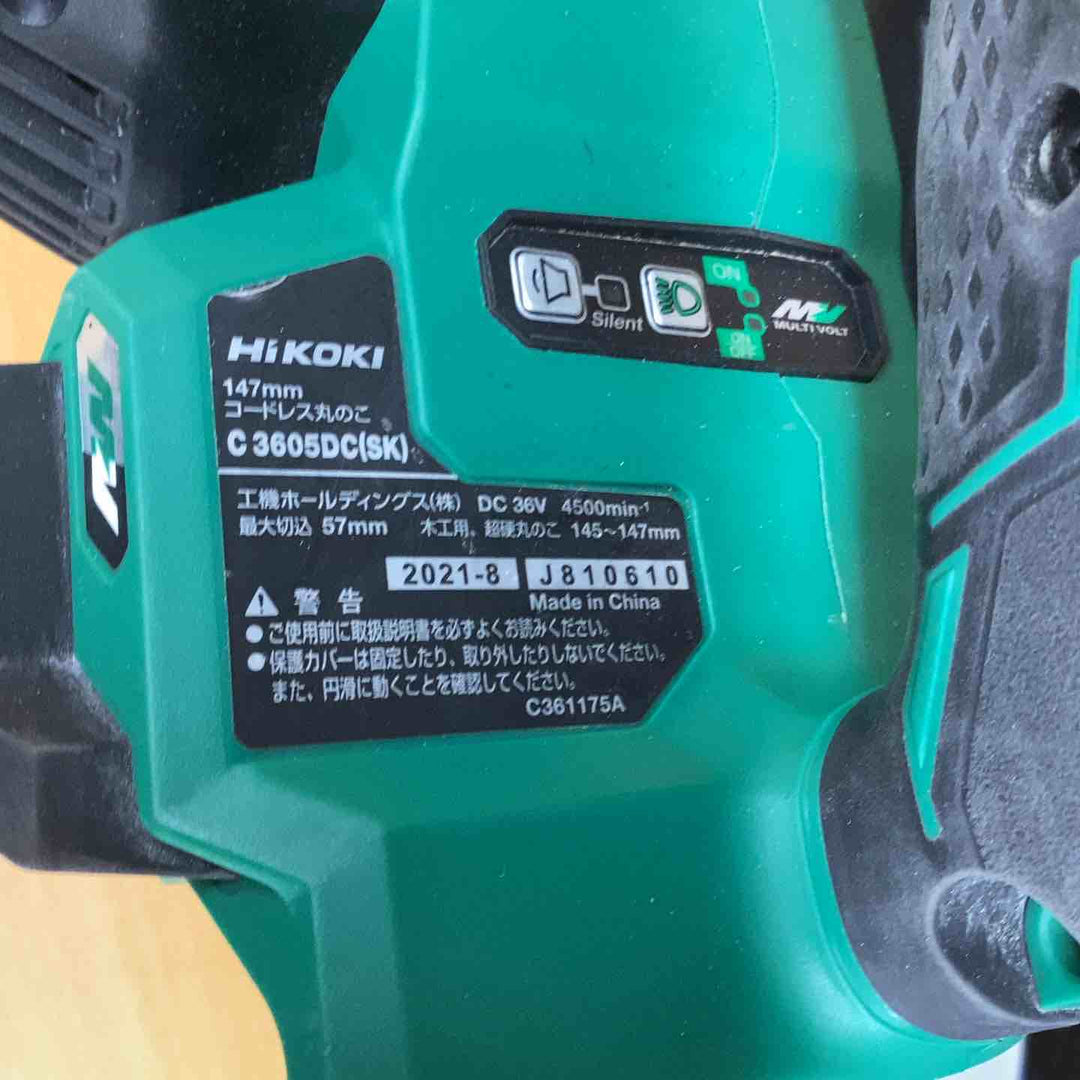 Silent
ON
ON
OFF
MV
MULTI VOLT
MV
HiKOKI
147mm
コードレス丸のこ
C 3605DC(SK)
工機ホールディングス(株) DC 36V 4500min-¹
最大切込 57mm 木工用、超硬丸のこ 145~147mm
2021-8 J810610
警告 Made in China
● ご使用前に取扱説明書を必ずよくお読みください。
● 保護カバーは固定したり、取り外したりしないでください。
また、円滑に動くことを確認してください。
C361175A